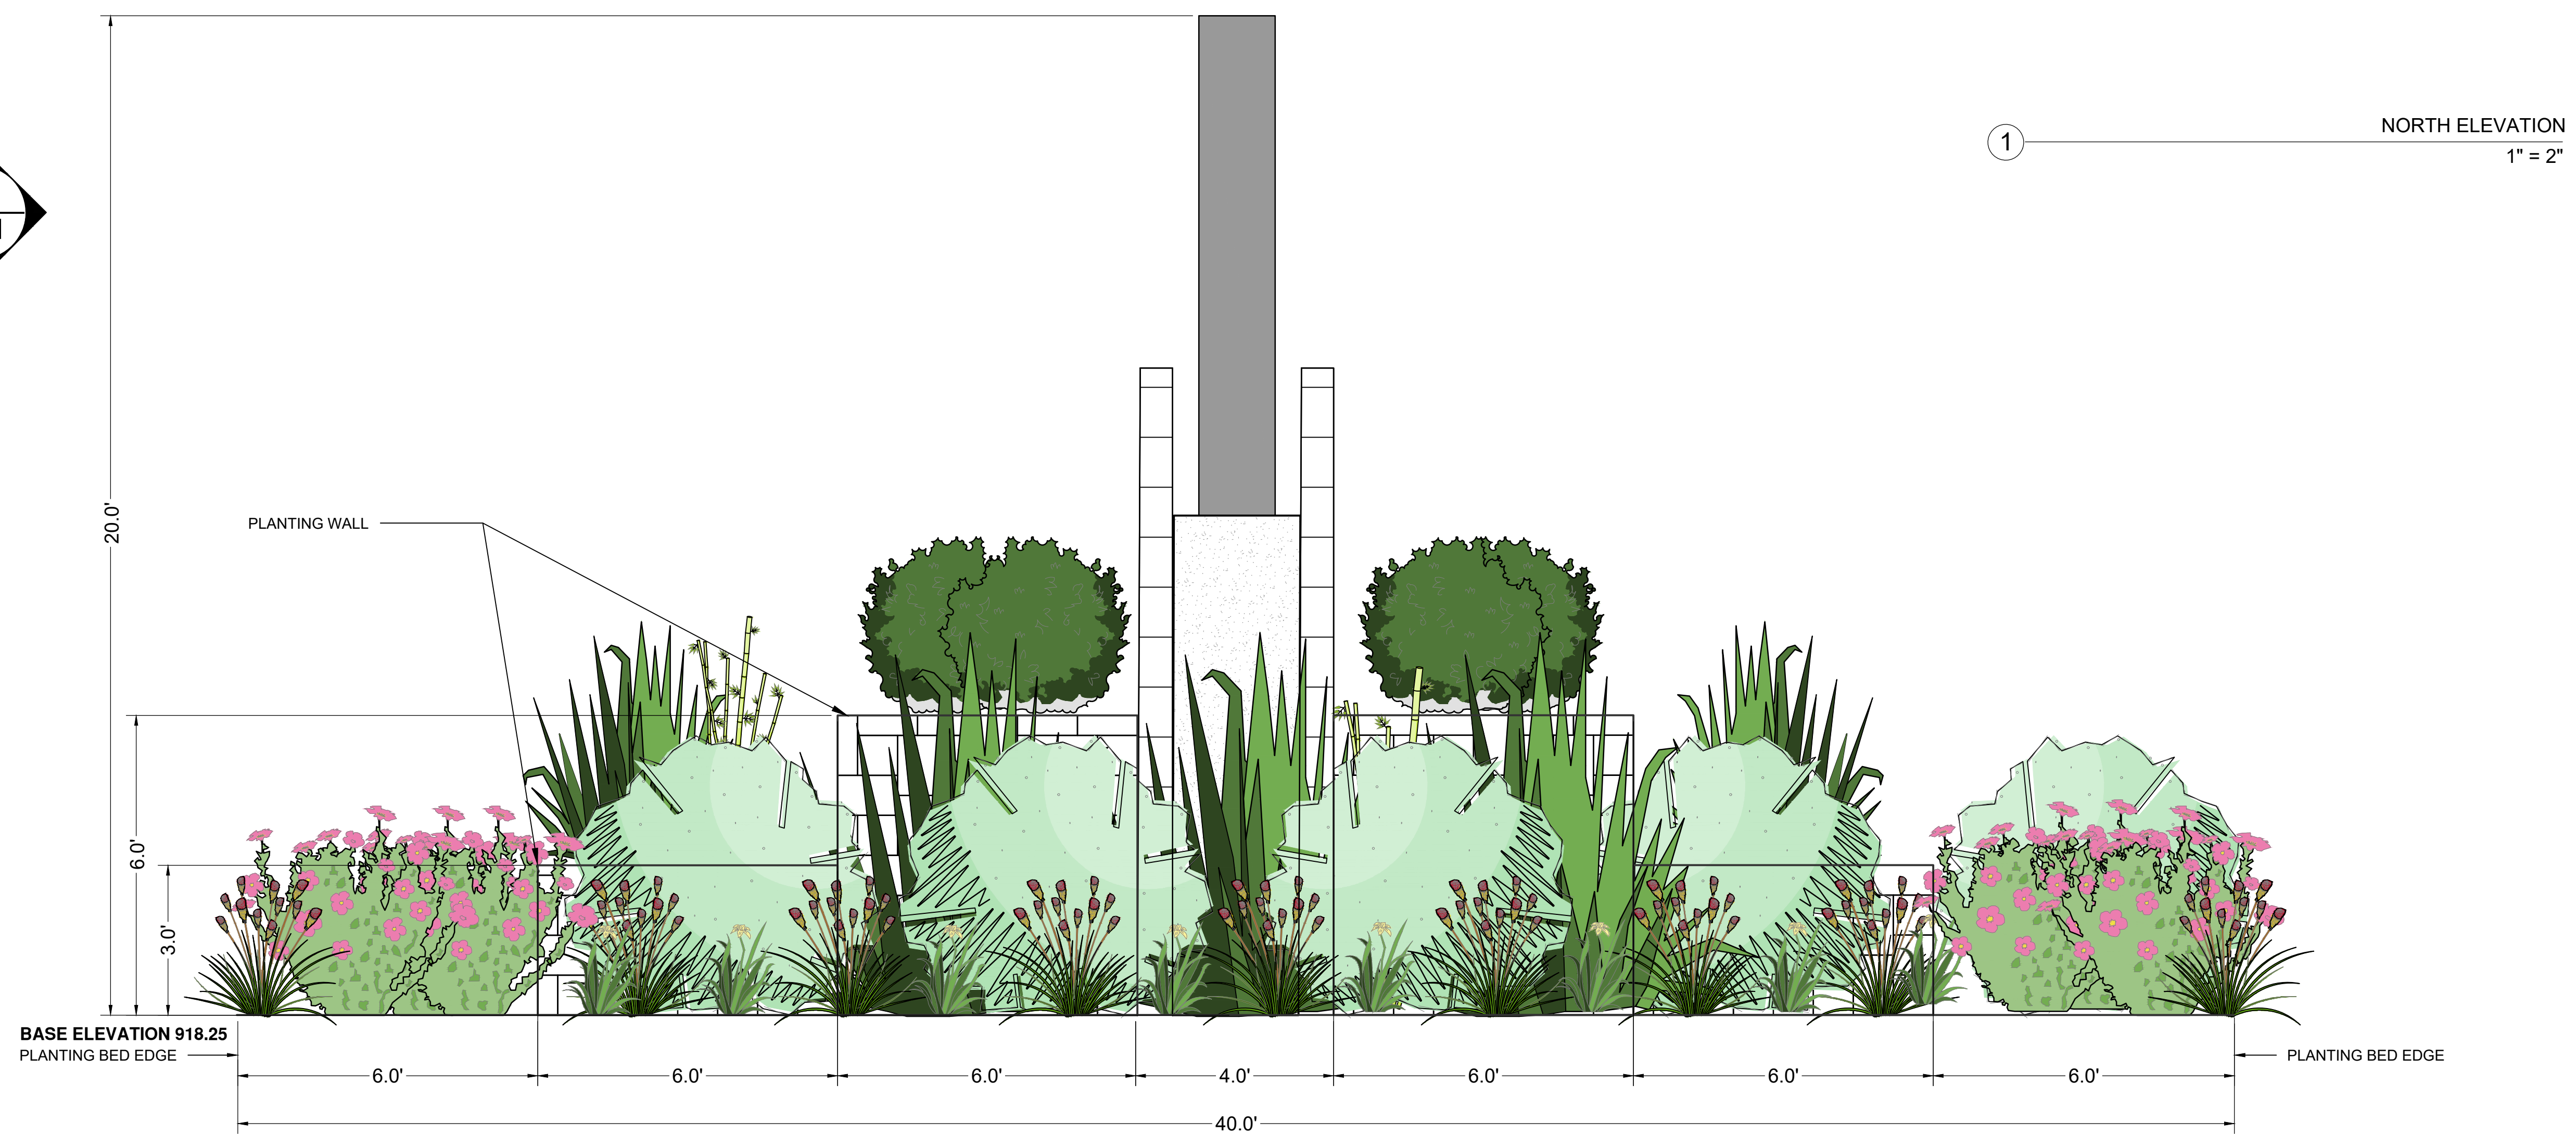 1
NORTH ELEVATION
1" = 2"
20.0'
PLANTING WALL
6.0'
3.0'
BASE ELEVATION 918.25
PLANTING BED EDGE
PLANTING BED EDGE
6.0'
6.0'
6.0'
4.0'
6.0'
6.0'
6.0'
40.0'